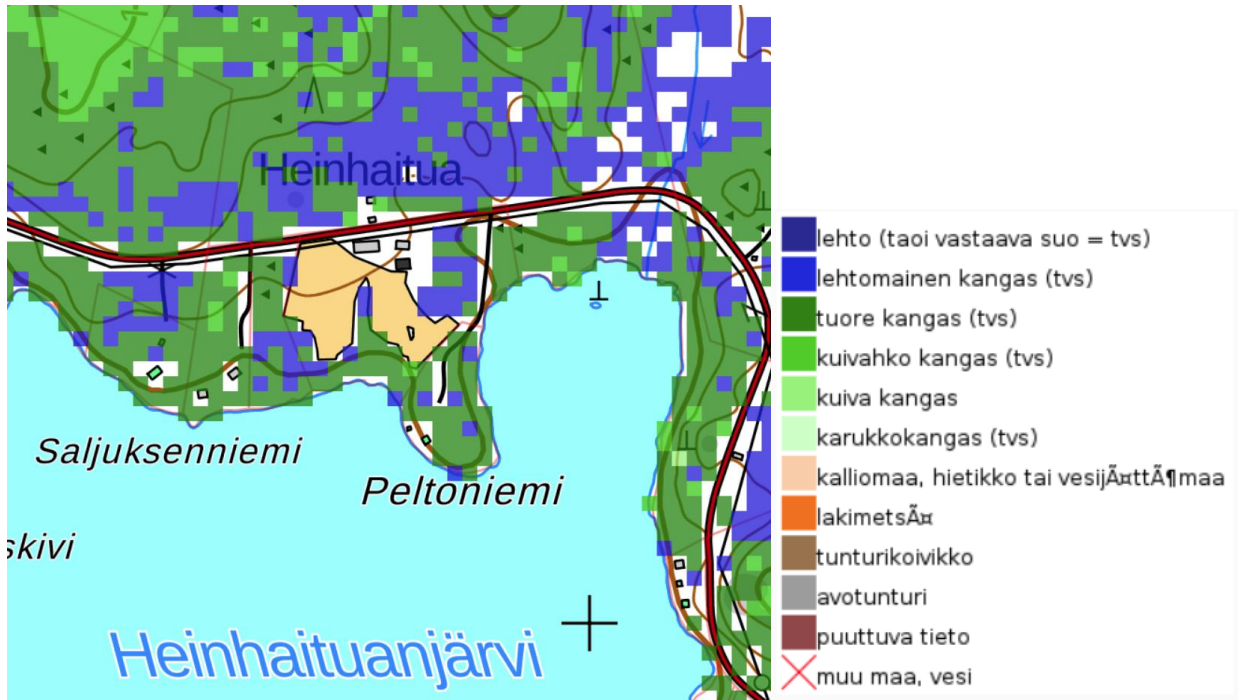 Heinhaitua
Saljuksenniemi
Peltoniemi
skivi
Heinhaituanjärvi
lehto (taoi vastaava suo = tvs)
lehtomainen kangas (tvs)
tuore kangas (tvs)
kuivahko kangas (tvs)
kuiva kangas
karukkokangas (tvs)
kalliomaa, hietikko tai vesijÃ¤ttÃ¶maa
lakimetsÃ¤
tunturikoivikko
avotunturi
puuttuva tieto
muu maa, vesi